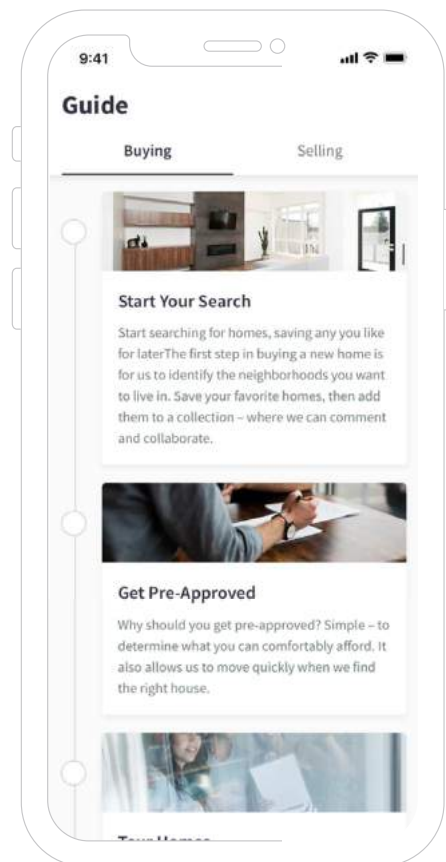 9:41
Guide
Buying
Selling
Start Your Search
Start searching for homes, saving any you like
for laterThe first step in buying a new home is
for us to identify the neighborhoods you want
to live in. Save your favorite homes, then add
them to a collection – where we can comment
and collaborate.
Get Pre-Approved
Why should you get pre-approved? Simple – to
determine what you can comfortably afford. It
also allows us to move quickly when we find
the right house.
Tour Homes